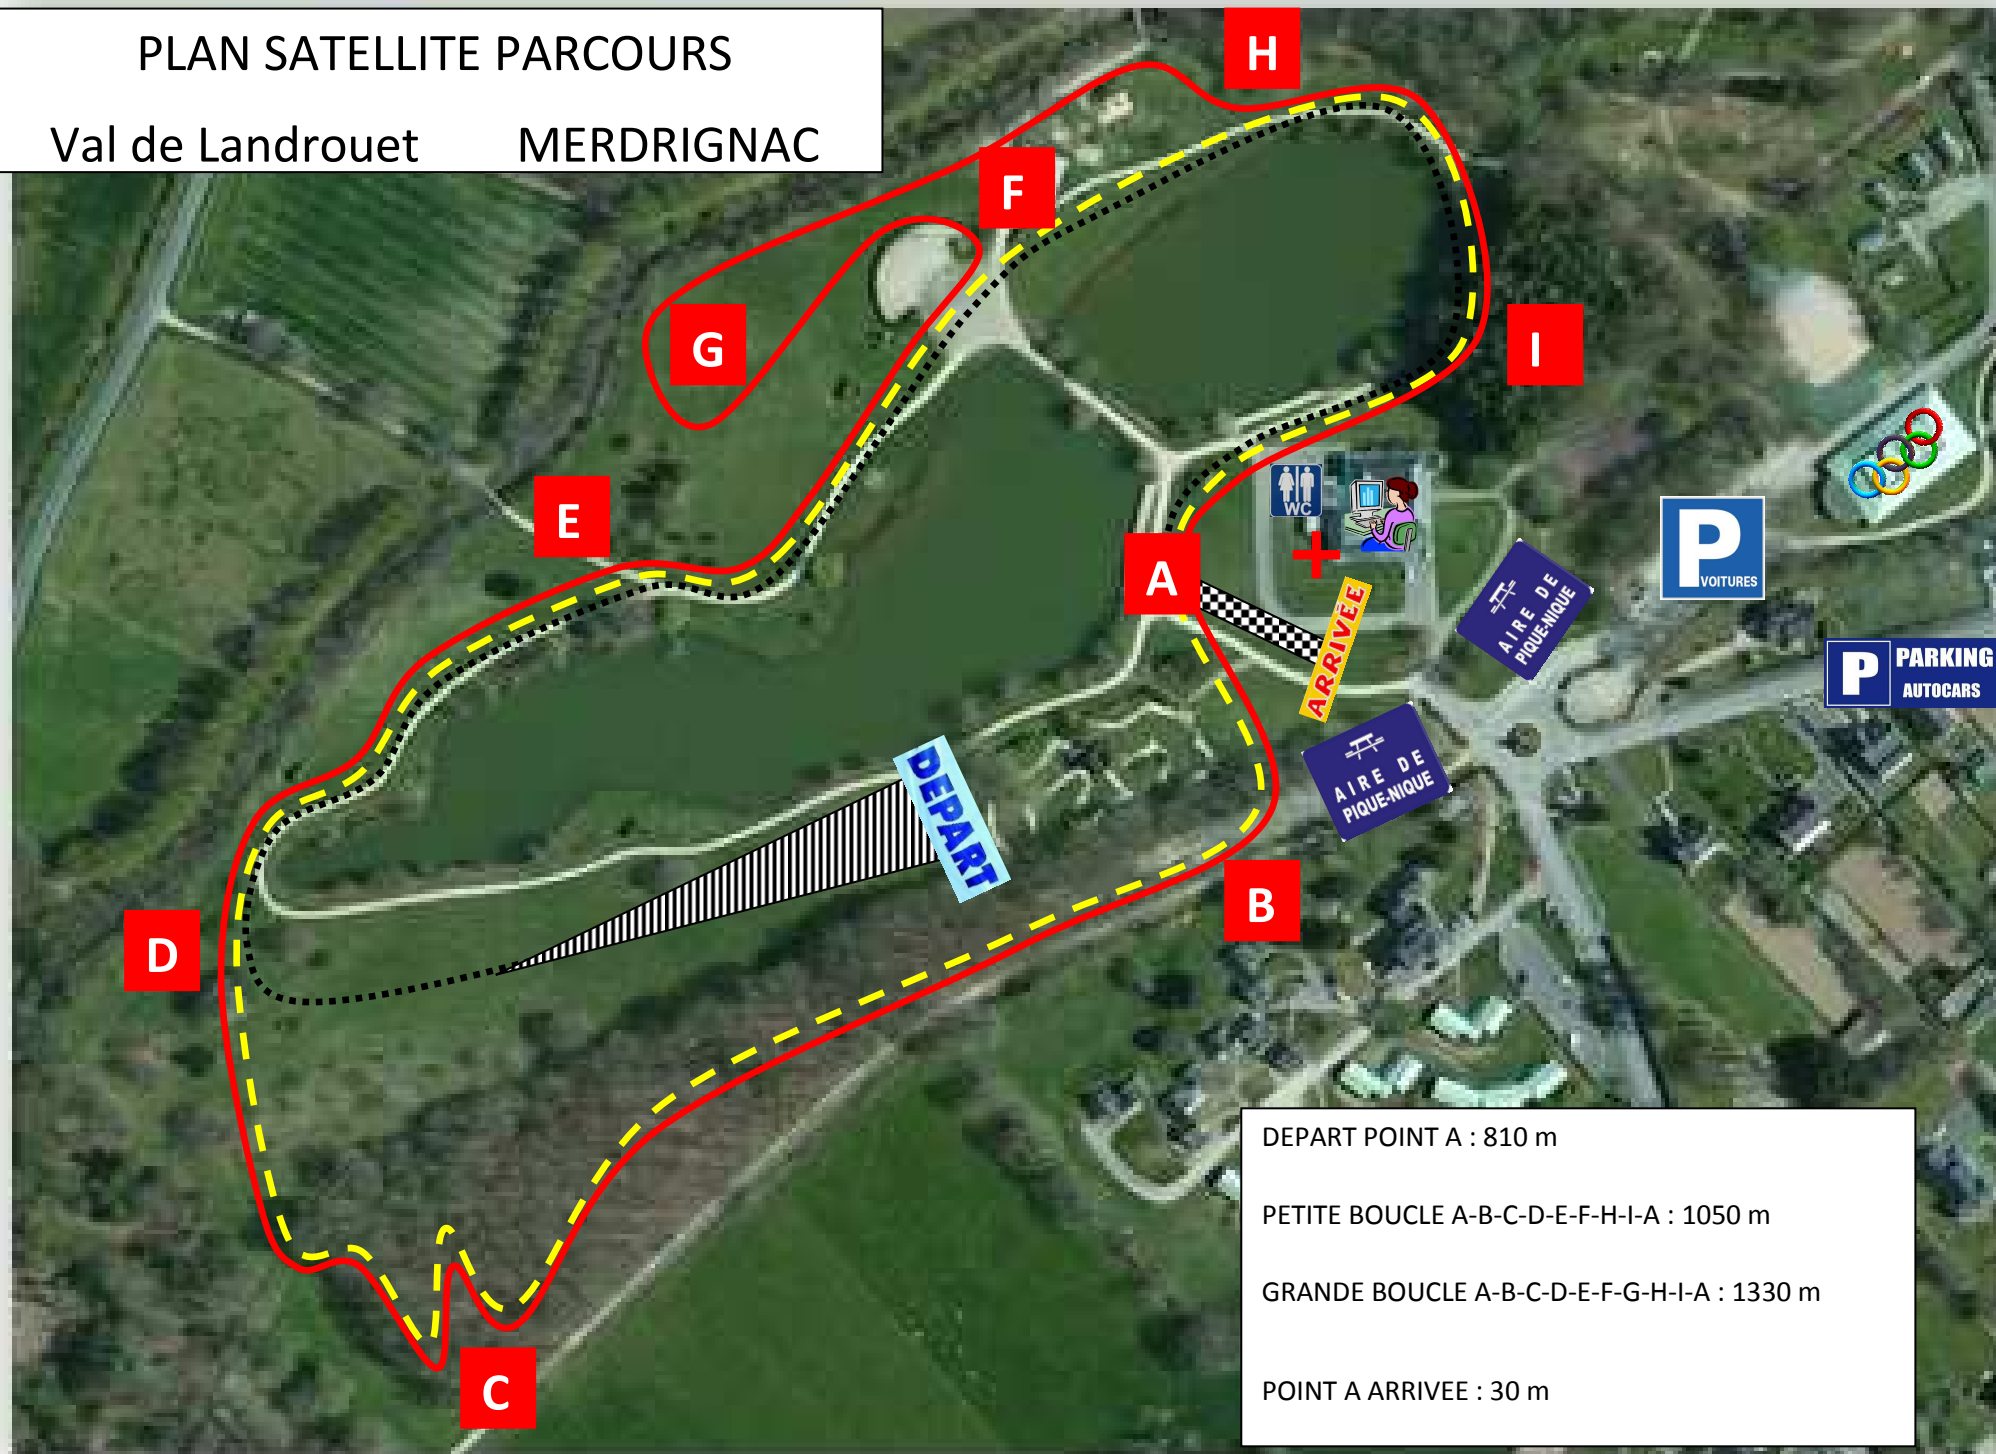 PLAN SATELLITE PARCOURS
Val de Landrouet MERDRIGNAC
H
F
G
I
E
WC
A
ARRIVÉE
AIRE DE
PIQUE-NIQUE
P
VOITURES
P PARKING
AUTOCARS
AIRE DE
PIQUE-NIQUE
DEPART
B
D
C
DEPART POINT A : 810 m
PETITE BOUCLE A-B-C-D-E-F-H-I-A : 1050 m
GRANDE BOUCLE A-B-C-D-E-F-G-H-I-A : 1330 m
POINT A ARRIVEE : 30 m